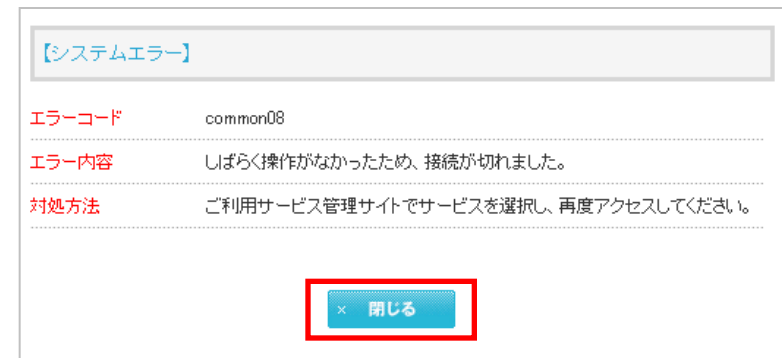 【システムエラー】
エラーコード common08
エラー内容 しばらく操作がなかったため、接続が切れました。
対処方法 ご利用サービス管理サイトでサービスを選択し、再度アクセスしてください。
× 閉じる